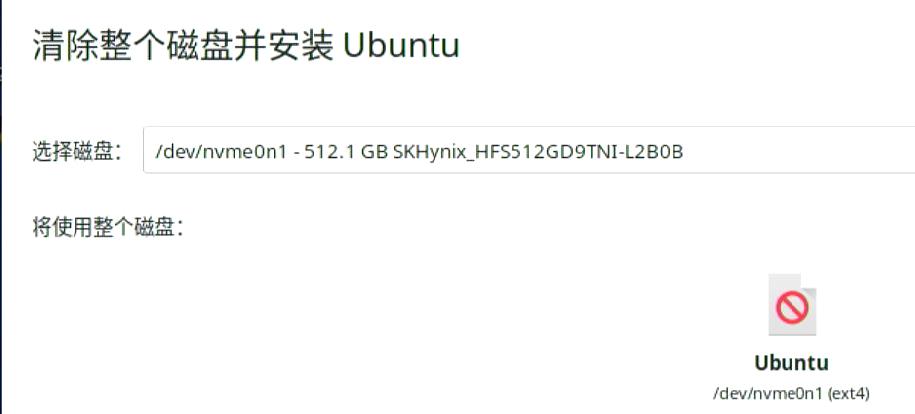 清除整个磁盘并安装 Ubuntu
选择磁盘： /dev/nvme0n1 - 512.1 GB SKHynix_HFS512GD9TNI-L2B0B
将使用整个磁盘：
Ubuntu
/dev/nvme0n1 (ext4)